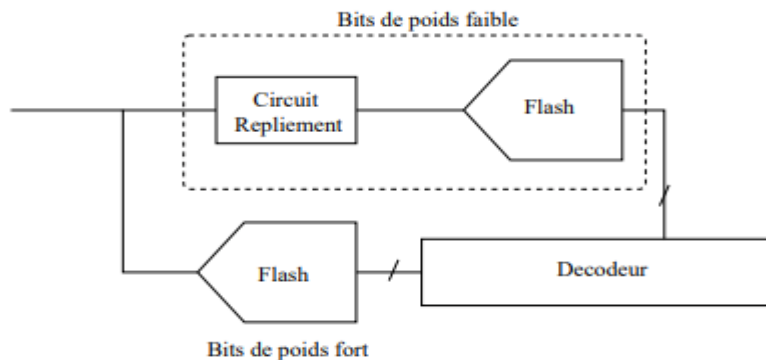 Bits de poids faible
Circuit
Repliement
Flash
Flash
Decodeur
Bits de poids fort